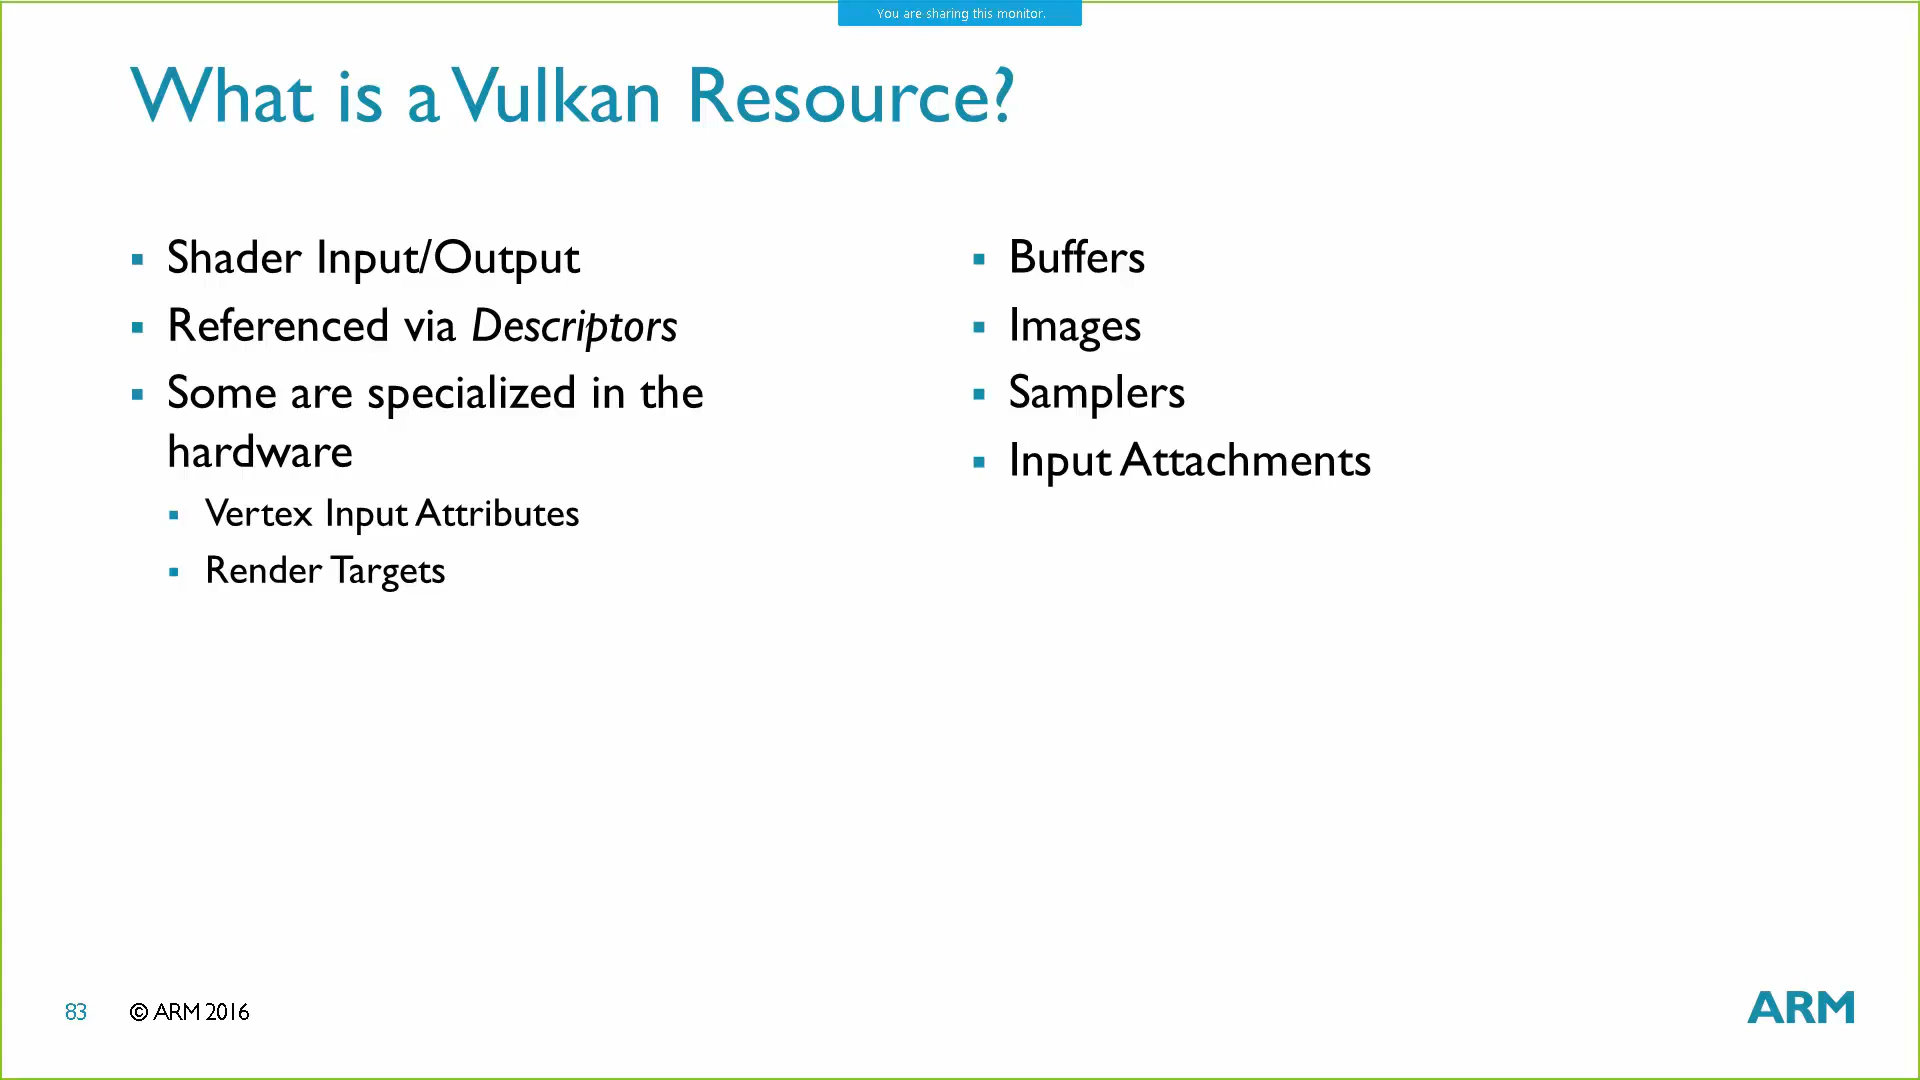 You are sharing this monitor.
What is a Vulkan Resource?
Shader Input/Output
Referenced via Descriptors
Some are specialized in the
hardware
Vertex Input Attributes
Render Targets
Buffers
Images
Samplers
Input Attachments
83 © ARM 2016
ARM